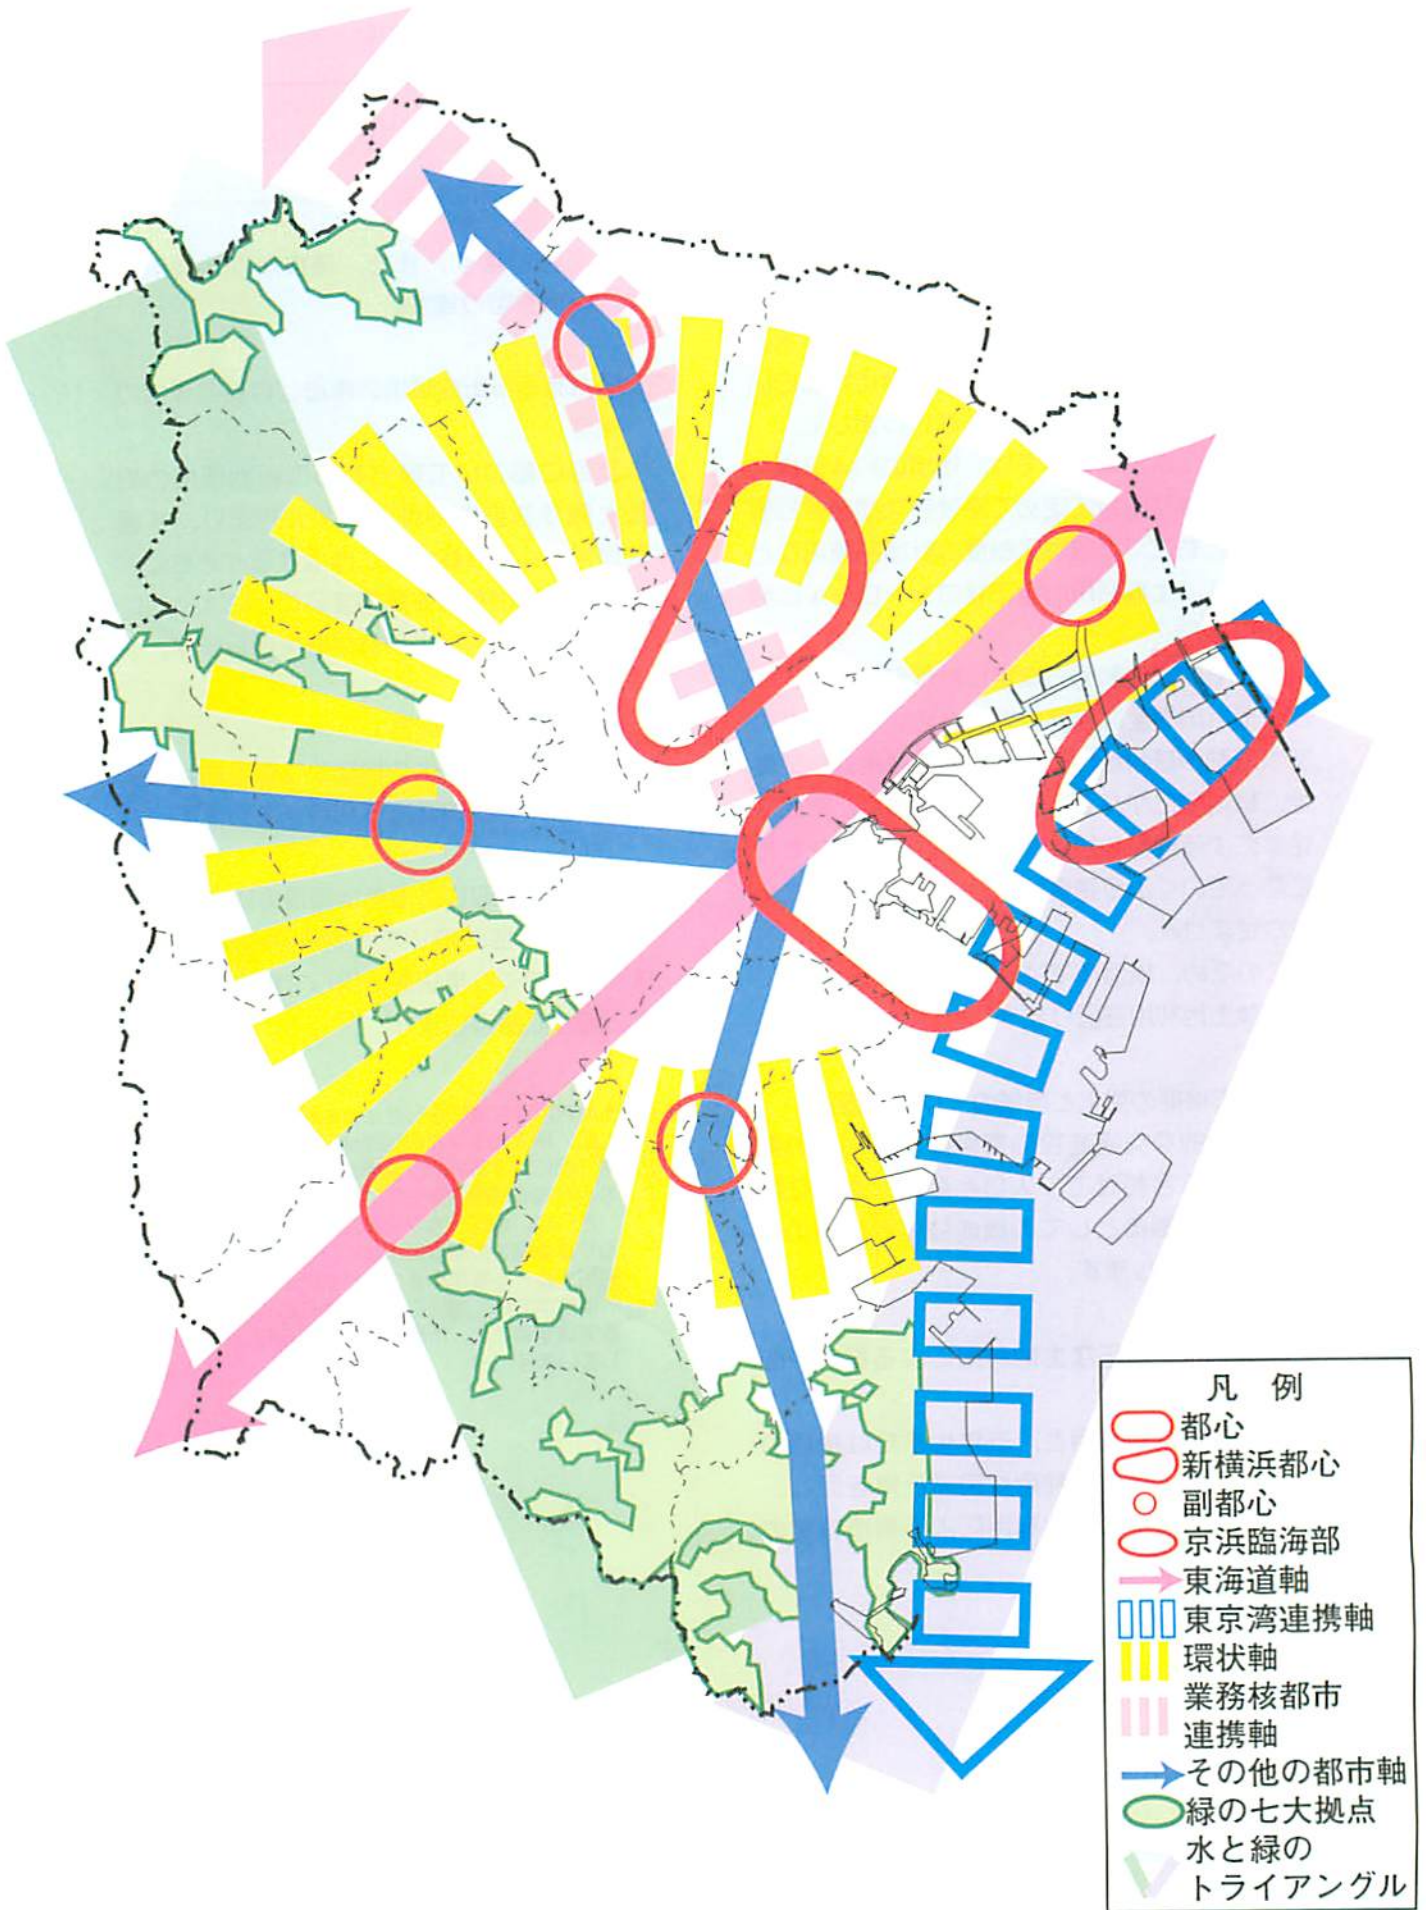 凡 例
都心
新横浜都心
副都心
京浜臨海部
東海道軸
東京湾連携軸
環状軸
業務核都市
連携軸
その他の都市軸
緑の七大拠点
水と緑の
トライアングル